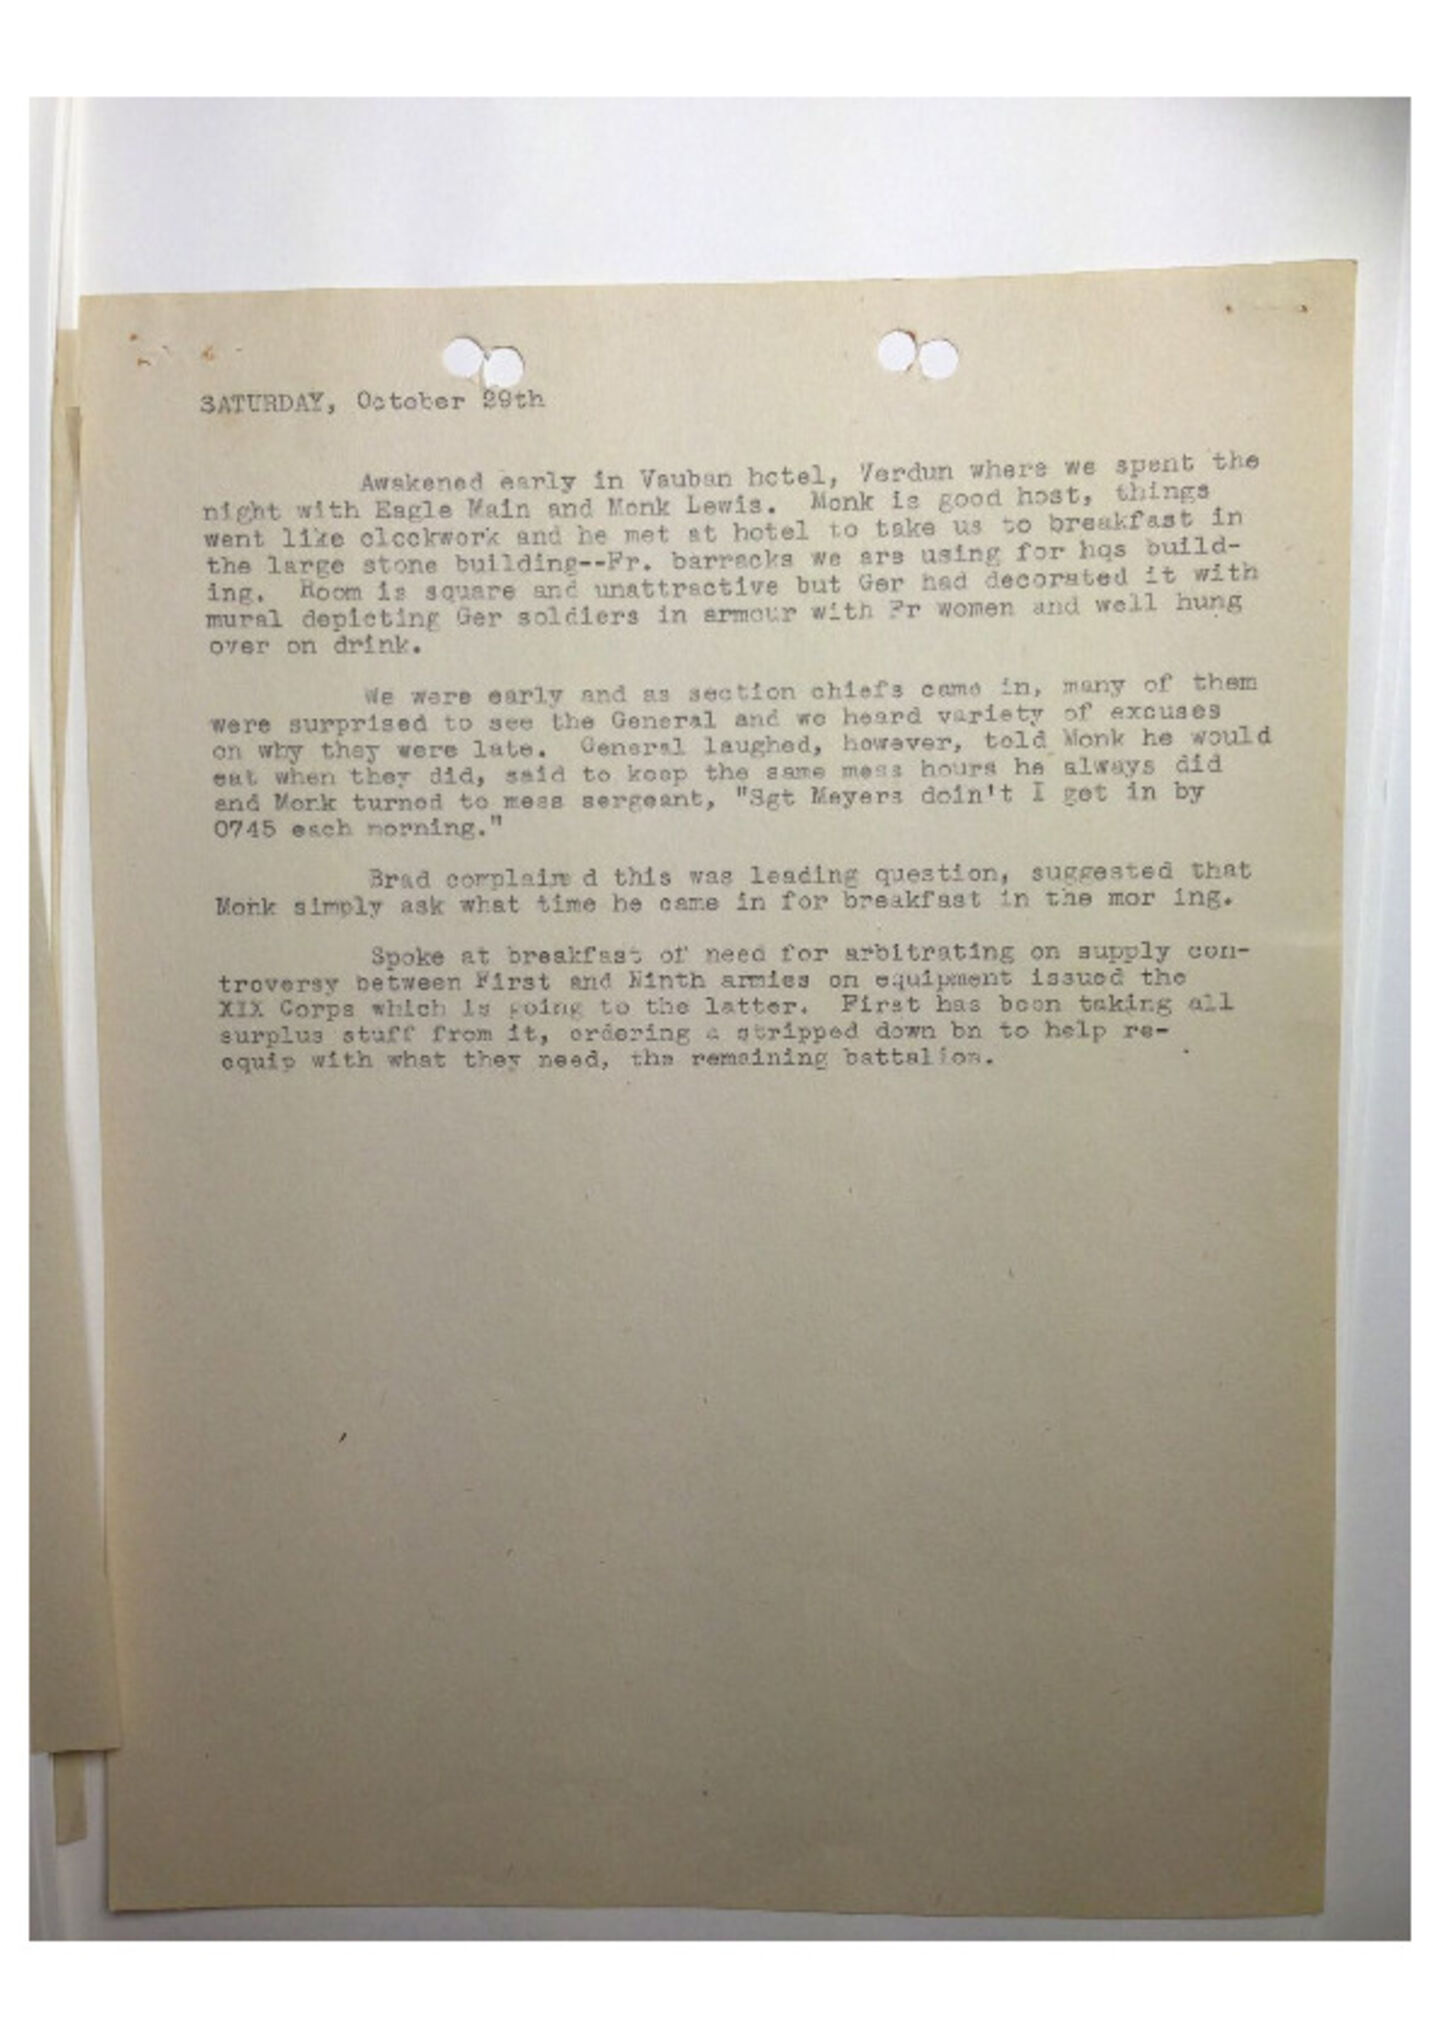 SATURDAY, October 29th
Awakened early in Vauban hotel, Verdun where we spent the
night with Eagle Main and Monk Lewis. Monk is good host, things
went like clockwork and he met at hotel to take us to breakfast in
the large stone building--Fr. barracks we are using for hqs build-
ing. Room is square and unattractive but Ger had decorated it with
mural depicting Ger soldiers in armour with Fr women and well hung
over on drink.
We were early and as section chiefs came in, many of them
were surprised to see the General and we heard variety of excuses
on why they were late. General laughed, however, told Monk he would
eat when they did, said to keep the same mess hours he always did
and Monk turned to mess sergeant, "Sgt Meyers doin't I get in by
0745 each morning."
Brad complaine d this was leading question, suggested that
Monk simply ask what time he came in for breakfast in the mor ing.
Spoke at breakfast of need for arbitrating on supply con-
troversy between First and Ninth armies on equipment issued the
XIX Corps which is going to the latter. First has been taking all
surplus stuff from it, ordering a stripped down bn to help re-
equip with what they need, the remaining battalion.